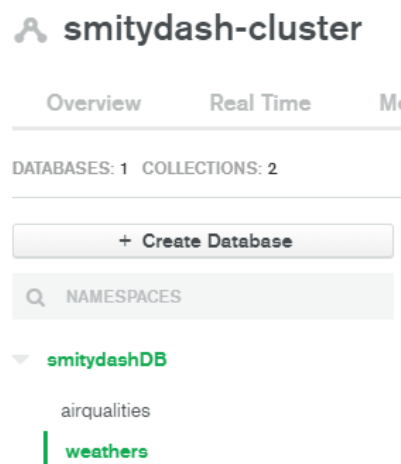 smitydash-cluster
Overview Real Time
DATABASES: 1 COLLECTIONS: 2
+ Create Database
NAMESPACES
smitydashDB
airqualities
weathers